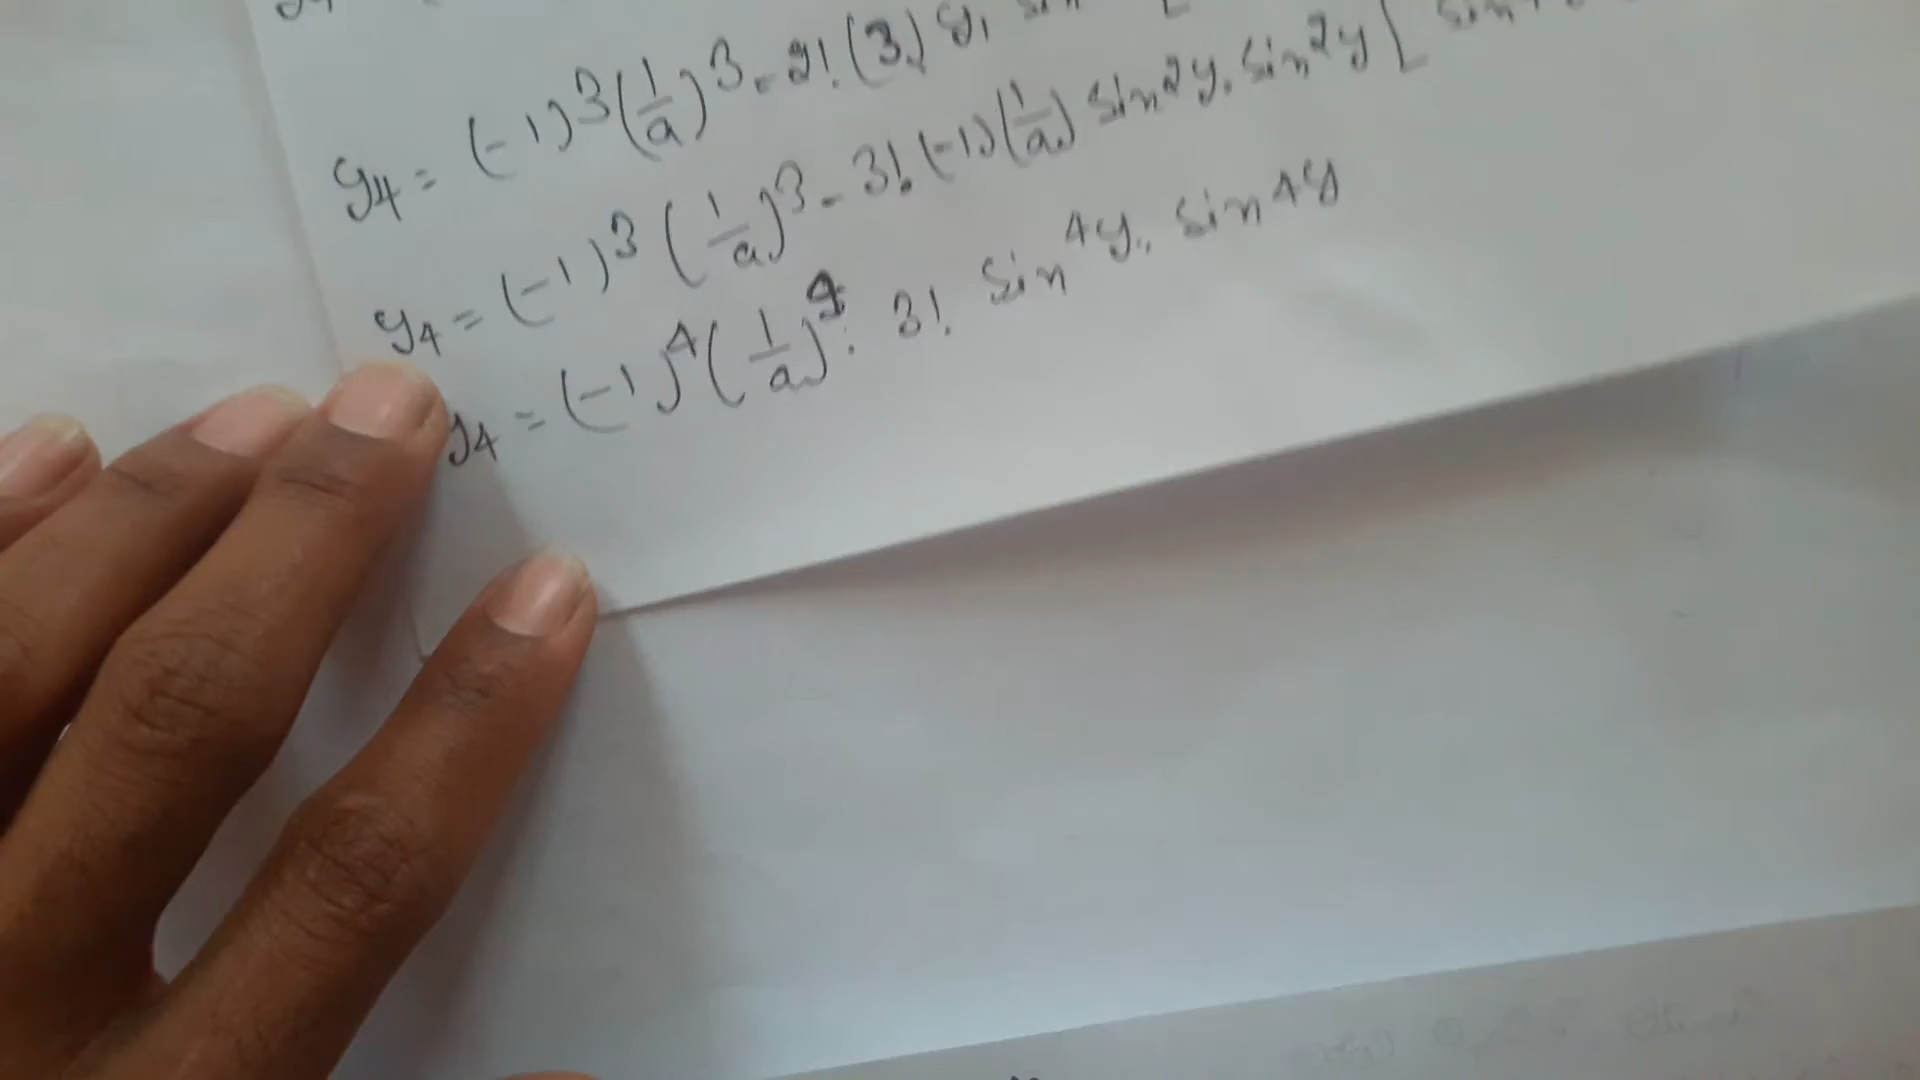 y₄ = (-1)³ (1/a)³ . 2! (3) y₁
y₄ = (-1)³ (1/a)³ . 3! (-1) (1/a) sin²y . sin²y [
y₄ = (-1)⁴ (1/a)⁴ . 3! sin⁴y . sin4y